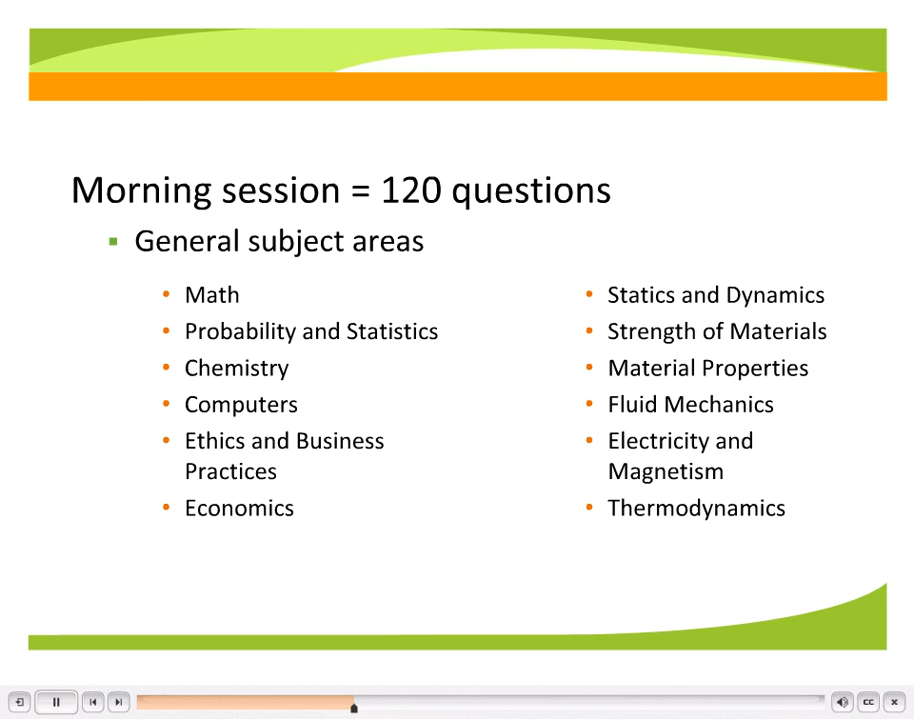 Morning session = 120 questions
General subject areas
Math
Probability and Statistics
Chemistry
Computers
Ethics and Business
Practices
Economics
Statics and Dynamics
Strength of Materials
Material Properties
Fluid Mechanics
Electricity and
Magnetism
Thermodynamics
CC